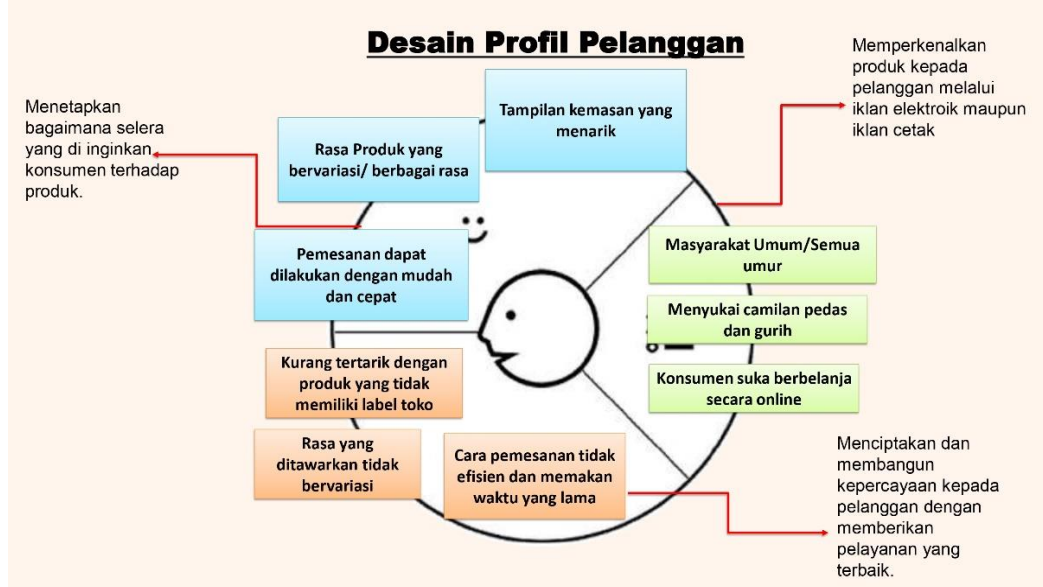 Desain Profil Pelanggan
Menetapkan
bagaimana selera
yang di inginkan
konsumen terhadap
produk.
Tampilan kemasan yang
menarik
Memperkenalkan
produk kepada
pelanggan melalui
iklan elektroik maupun
iklan cetak
Rasa Produk yang
bervariasi/ berbagai rasa
Pemesanan dapat
dilakukan dengan mudah
dan cepat
Masyarakat Umum/Semua
umur
Menyukai camilan pedas
dan gurih
Konsumen suka berbelanja
secara online
Kurang tertarik dengan
produk yang tidak
memiliki label toko
Rasa yang
ditawarkan tidak
bervariasi
Cara pemesanan tidak
efisien dan memakan
waktu yang lama
Menciptakan dan
membangun
kepercayaan kepada
pelanggan dengan
memberikan
pelayanan yang
terbaik.